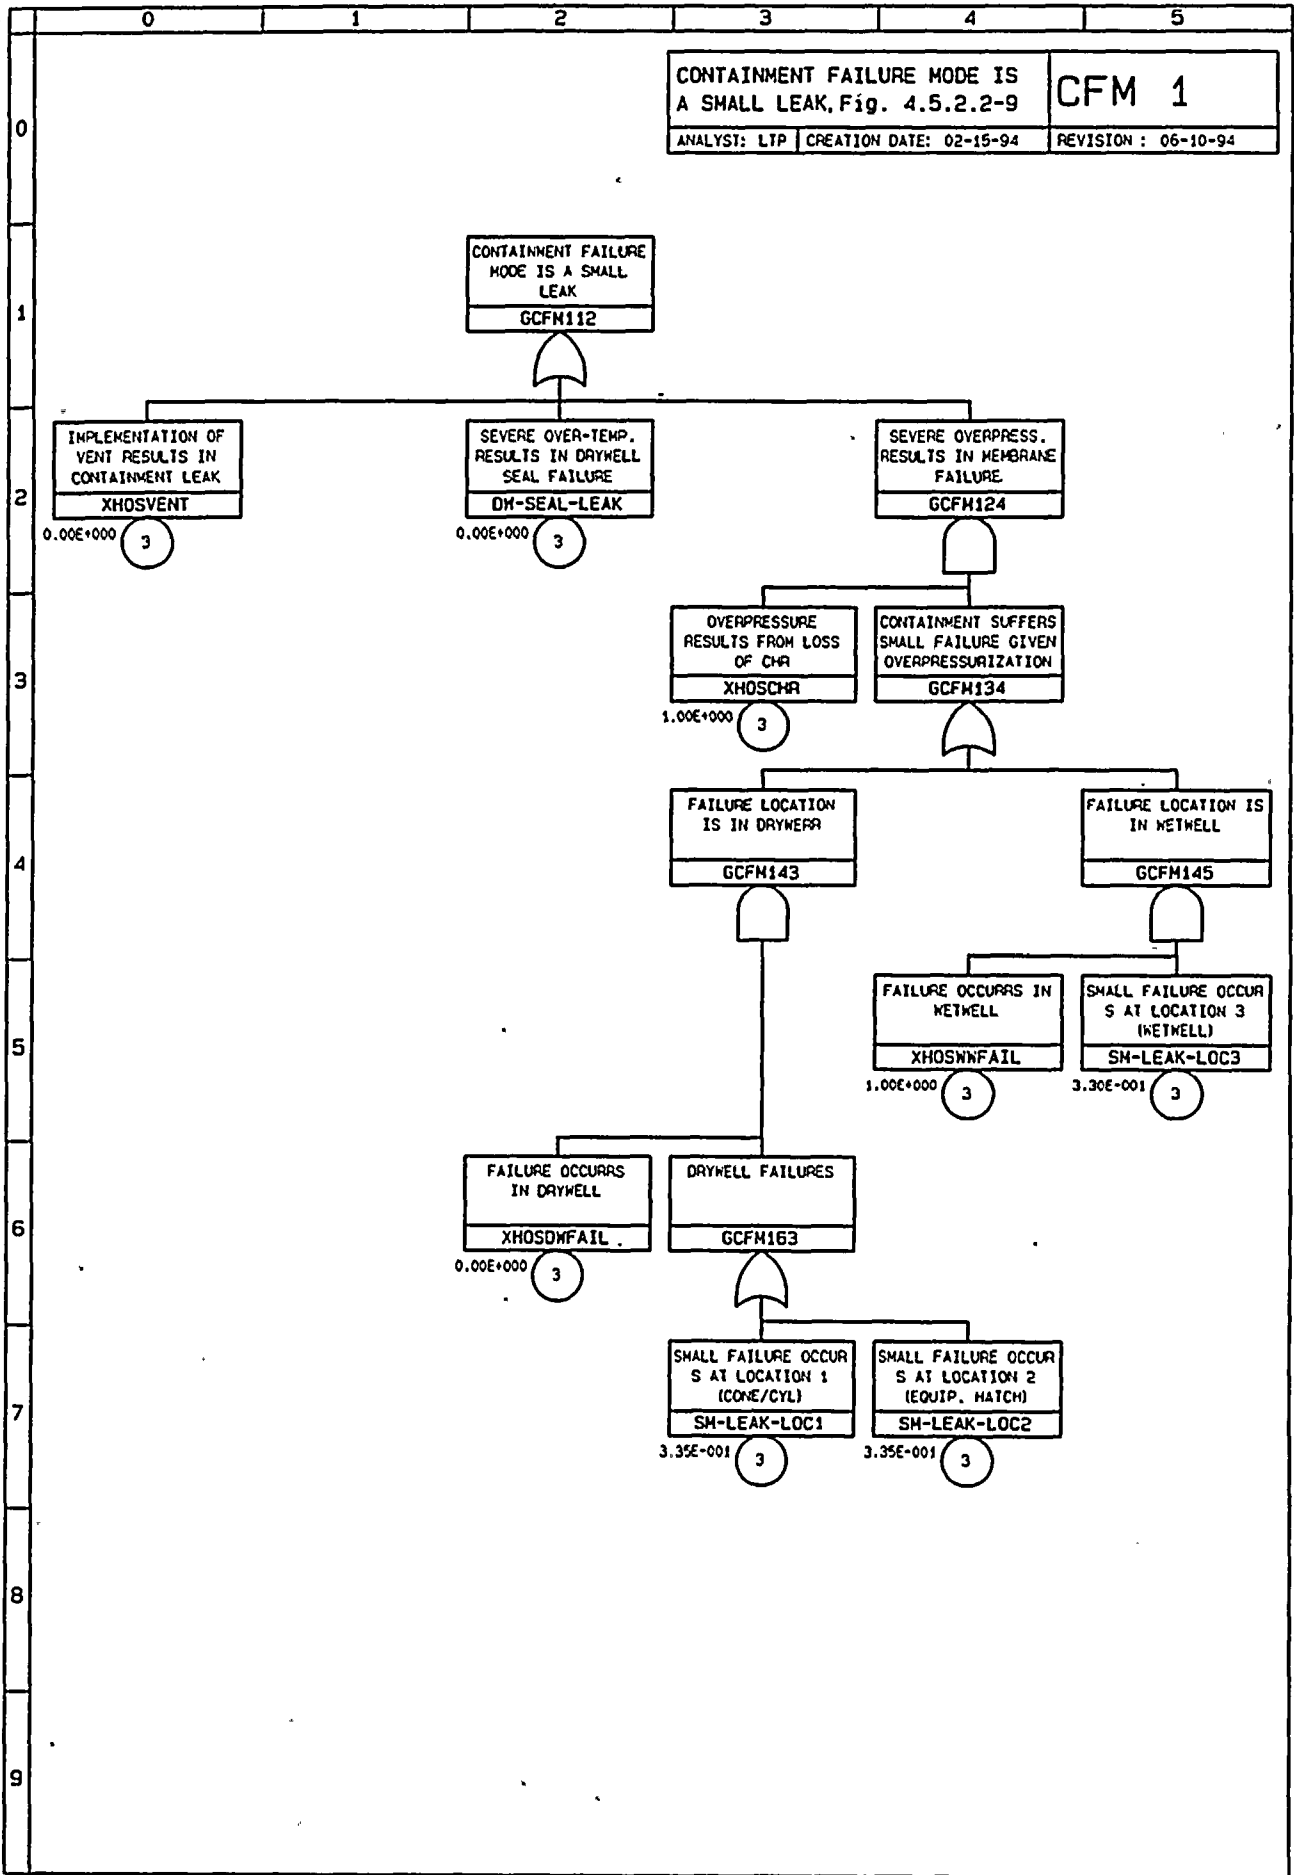 0 1 2 3 4 5
CONTAINMENT FAILURE MODE IS
A SMALL LEAK, Fig. 4.5.2.2-9
CFM 1
ANALYST: LTP
CREATION DATE: 02-15-94
REVISION : 06-10-94
0
CONTAINMENT FAILURE
MODE IS A SMALL
LEAK
GCFM112
1
IMPLEMENTATION OF
VENT RESULTS IN
CONTAINMENT LEAK
XHOSVENT
0.00E+000
3
SEVERE OVER-TEMP.
RESULTS IN DRYWELL
SEAL FAILURE
DW-SEAL-LEAK
0.00E+000
3
SEVERE OVERPRESS.
RESULTS IN MEMBRANE
FAILURE
GCFM124
2
OVERPRESSURE
RESULTS FROM LOSS
OF CHR
XHOSCHR
1.00E+000
3
CONTAINMENT SUFFERS
SMALL FAILURE GIVEN
OVERPRESSURIZATION
GCFM134
3
FAILURE LOCATION
IS IN DRYWERR
GCFM143
FAILURE LOCATION IS
IN WETWELL
GCFM145
4
FAILURE OCCURRS IN
WETWELL
XHOSWWFAIL
1.00E+000
3
SMALL FAILURE OCCUR
S AT LOCATION 3
(WETWELL)
SM-LEAK-LOC3
3.30E-001
3
5
FAILURE OCCURRS
IN DRYWELL
XHOSDWFAIL
0.00E+000
3
DRYWELL FAILURES
GCFM163
6
SMALL FAILURE OCCUR
S AT LOCATION 1
(CONE/CYL)
SM-LEAK-LOC1
3.35E-001
3
SMALL FAILURE OCCUR
S AT LOCATION 2
(EQUIP. HATCH)
SM-LEAK-LOC2
3.35E-001
3
7
8
9